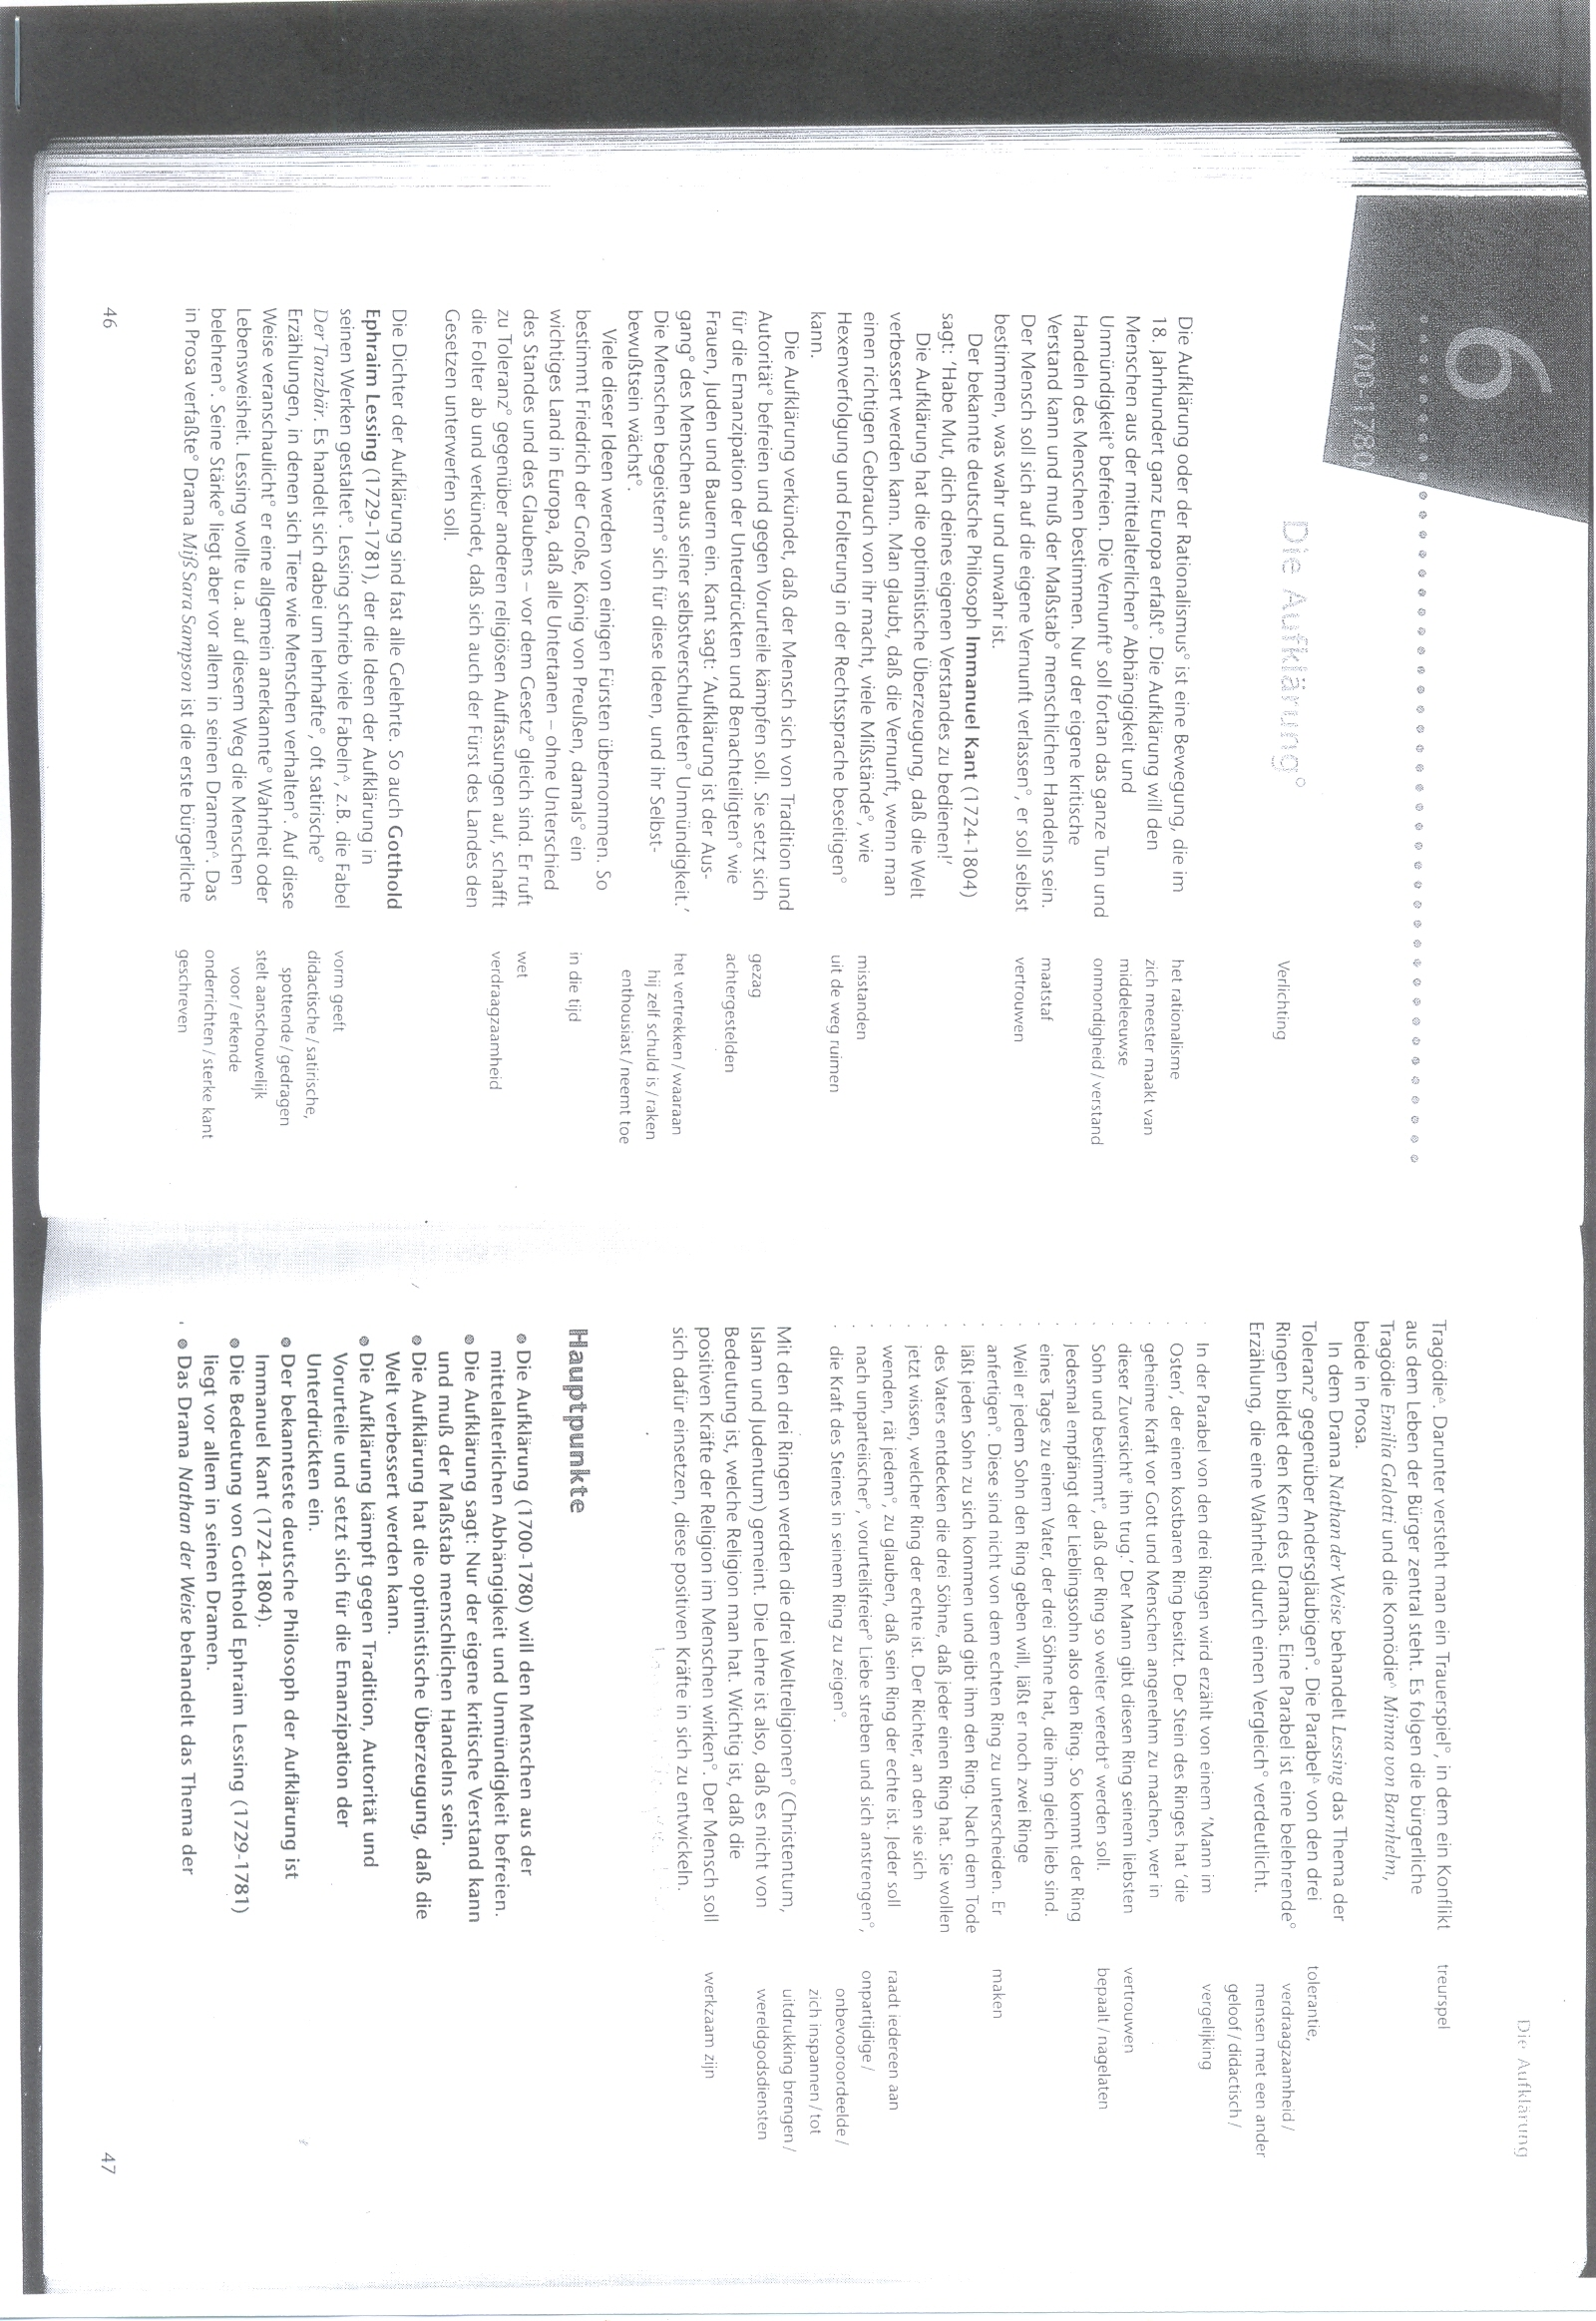 6
1700-1780
Die Aufklärung°
Verlichting
Die Aufklärung oder der Rationalismus° ist eine Bewegung, die im
18. Jahrhundert ganz Europa erfaßt°. Die Aufklärung will den
Menschen aus der mittelalterlichen° Abhängigkeit und
Unmündigkeit° befreien. Die Vernunft° soll fortan das ganze Tun und
Handeln des Menschen bestimmen. Nur der eigene kritische
Verstand kann und muß der Maßstab° menschlichen Handelns sein.
Der Mensch soll sich auf die eigene Vernunft verlassen°, er soll selbst
bestimmen, was wahr und unwahr ist.
Der bekannte deutsche Philosoph Immanuel Kant (1724-1804)
sagt: ‘Habe Mut, dich deines eigenen Verstandes zu bedienen!’
Die Aufklärung hat die optimistische Überzeugung, daß die Welt
verbessert werden kann. Man glaubt, daß die Vernunft, wenn man
einen richtigen Gebrauch von ihr macht, viele Mißstände°, wie
Hexenverfolgung und Folterung in der Rechtssprache beseitigen°
kann.
Die Aufklärung verkündet, daß der Mensch sich von Tradition und
Autorität° befreien und gegen Vorurteile kämpfen soll. Sie setzt sich
für die Emanzipation der Unterdrückten und Benachteiligten° wie
Frauen, Juden und Bauern ein. Kant sagt: ‘Aufklärung ist der Aus-
gang° des Menschen aus seiner selbstverschuldeten° Unmündigkeit.’
Die Menschen begeistern° sich für diese Ideen, und ihr Selbst-
bewußtsein wächst°.
Viele dieser Ideen werden von einigen Fürsten übernommen. So
bestimmt Friedrich der Große, König von Preußen, damals° ein
wichtiges Land in Europa, daß alle Untertanen – ohne Unterschied
des Standes und des Glaubens – vor dem Gesetz° gleich sind. Er ruft
zu Toleranz° gegenüber anderen religiösen Auffassungen auf, schafft
die Folter ab und verkündet, daß sich auch der Fürst des Landes den
Gesetzen unterwerfen soll.
Die Dichter der Aufklärung sind fast alle Gelehrte. So auch Gotthold
Ephraim Lessing (1729-1781), der die Ideen der Aufklärung in
seinen Werken gestaltet°. Lessing schrieb viele Fabeln^, z.B. die Fabel
Der Tanzbär. Es handelt sich dabei um lehrhafte°, oft satirische°
Erzählungen, in denen sich Tiere wie Menschen verhalten°. Auf diese
Weise veranschaulicht° er eine allgemein anerkannte° Wahrheit oder
Lebensweisheit. Lessing wollte u.a. auf diesem Weg die Menschen
belehren°. Seine Stärke° liegt aber vor allem in seinen Dramen^. Das
in Prosa verfaßte° Drama Miß Sara Sampson ist die erste bürgerliche
het rationalisme
zich meester maakt van
middeleeuwse
onmondigheid / verstand
maatstaf
vertrouwen
misstanden
uit de weg ruimen
gezag
achtergestelden
het vertrekken / waaraan
hij zelf schuld is / raken
enthousiast / neemt toe
in die tijd
wet
verdraagzaamheid
vorm geeft
didactische / satirische,
spottende / gedragen
stelt aanschouwelijk
voor / erkende
onderrichten / sterke kant
geschreven
46
Die Aufklärung
Tragödie^. Darunter versteht man ein Trauerspiel°, in dem ein Konflikt
aus dem Leben der Bürger zentral steht. Es folgen die bürgerliche
Tragödie Emilia Galotti und die Komödie^ Minna von Barnhelm,
beide in Prosa.
In dem Drama Nathan der Weise behandelt Lessing das Thema der
Toleranz° gegenüber Andersgläubigen°. Die Parabel^ von den drei
Ringen bildet den Kern des Dramas. Eine Parabel ist eine belehrende°
Erzählung, die eine Wahrheit durch einen Vergleich° verdeutlicht.
In der Parabel von den drei Ringen wird erzählt von einem ‘Mann im
Osten’, der einen kostbaren Ring besitzt. Der Stein des Ringes hat ‘die
geheime Kraft vor Gott und Menschen angenehm zu machen, wer in
dieser Zuversicht° ihn trug.’ Der Mann gibt diesen Ring seinem liebsten
Sohn und bestimmt°, daß der Ring so weiter vererbt° werden soll.
Jedesmal empfängt der Lieblingssohn also den Ring. So kommt der Ring
eines Tages zu einem Vater, der drei Söhne hat, die ihm gleich lieb sind.
Weil er jedem Sohn den Ring geben will, läßt er noch zwei Ringe
anfertigen°. Diese sind nicht von dem echten Ring zu unterscheiden. Er
läßt jeden Sohn zu sich kommen und gibt ihm den Ring. Nach dem Tode
des Vaters entdecken die drei Söhne, daß jeder einen Ring hat. Sie wollen
jetzt wissen, welcher Ring der echte ist. Der Richter, an den sie sich
wenden, rät jedem°, zu glauben, daß sein Ring der echte ist. Jeder soll
nach unparteiischer°, vorurteilsfreier° Liebe streben und sich anstrengen°,
die Kraft des Steines in seinem Ring zu zeigen°.
Mit den drei Ringen werden die drei Weltreligionen° (Christentum,
Islam und Judentum) gemeint. Die Lehre ist also, daß es nicht von
Bedeutung ist, welche Religion man hat. Wichtig ist, daß die
positiven Kräfte der Religion im Menschen wirken°. Der Mensch soll
sich dafür einsetzen, diese positiven Kräfte in sich zu entwickeln.
treurspel
tolerantie,
verdraagzaamheid /
mensen met een ander
geloof / didactisch /
vergelijking
vertrouwen
bepaalt / nagelaten
maken
raadt iedereen aan
onpartijdige /
onbevooroordeelde /
zich inspannen / tot
uitdrukking brengen /
wereldgodsdiensten
werkzaam zijn
Hauptpunkte
• Die Aufklärung (1700-1780) will den Menschen aus der
mittelalterlichen Abhängigkeit und Unmündigkeit befreien.
• Die Aufklärung sagt: Nur der eigene kritische Verstand kann
und muß der Maßstab menschlichen Handelns sein.
• Die Aufklärung hat die optimistische Überzeugung, daß die
Welt verbessert werden kann.
• Die Aufklärung kämpft gegen Tradition, Autorität und
Vorurteile und setzt sich für die Emanzipation der
Unterdrückten ein.
• Der bekannteste deutsche Philosoph der Aufklärung ist
Immanuel Kant (1724-1804).
• Die Bedeutung von Gotthold Ephraim Lessing (1729-1781)
liegt vor allem in seinen Dramen.
• Das Drama Nathan der Weise behandelt das Thema der
47